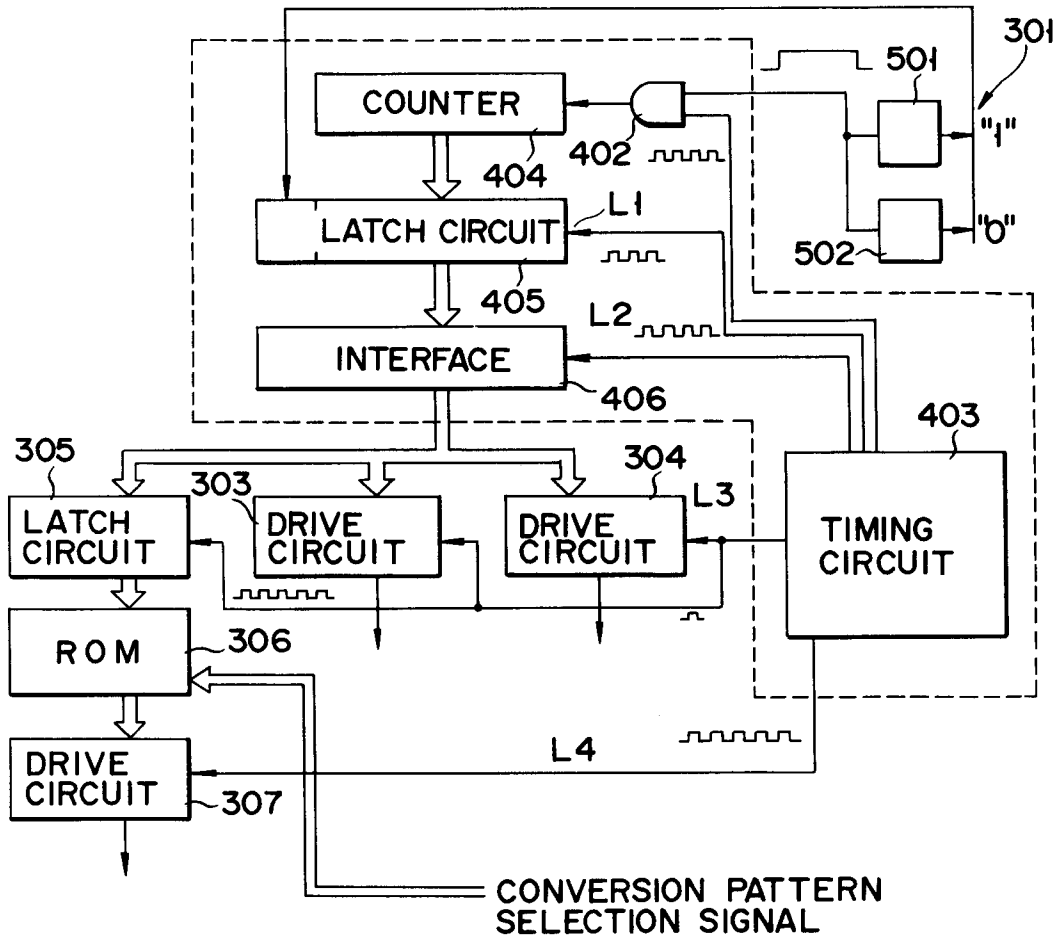 301
501
COUNTER
402
"1"
404
L1
LATCH CIRCUIT
"0"
502
405
L2
INTERFACE
406
403
305
304
303
L3
LATCH
CIRCUIT
DRIVE
CIRCUIT
DRIVE
CIRCUIT
TIMING
CIRCUIT
ROM
306
L4
DRIVE
CIRCUIT
307
CONVERSION PATTERN
SELECTION SIGNAL